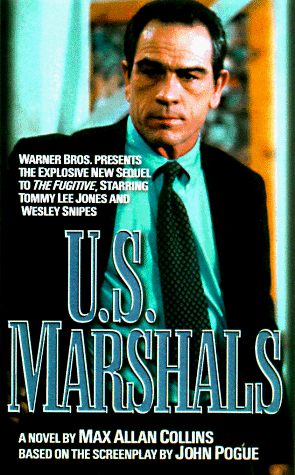 WARNER BROS. PRESENTS
THE EXPLOSIVE NEW SEQUEL
TO THE FUGITIVE, STARRING
TOMMY LEE JONES AND
WESLEY SNIPES
U.S.
MARSHALS
A NOVEL BY MAX ALLAN COLLINS
BASED ON THE SCREENPLAY BY JOHN POGUE